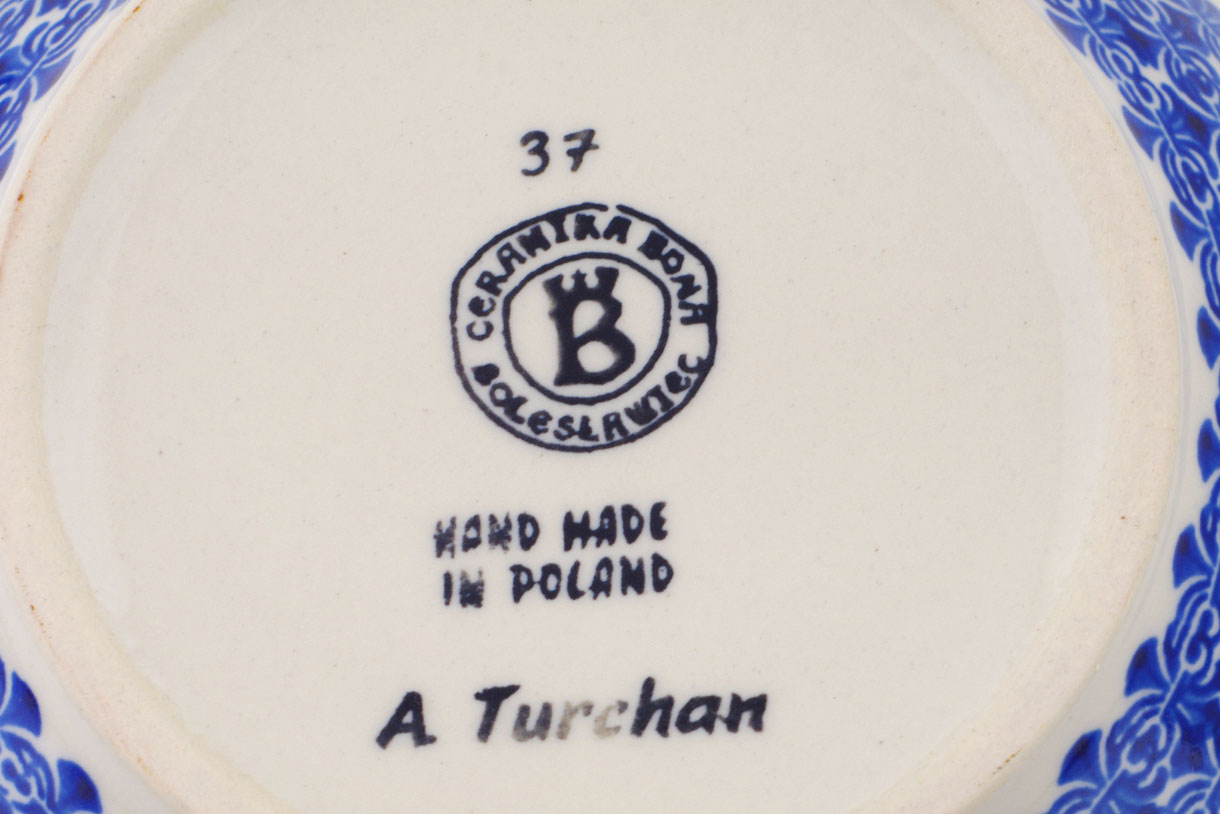 37
CERAMIKA BONA
B
BOLESŁAWIEC
HAND MADE
IN POLAND
A Turchan